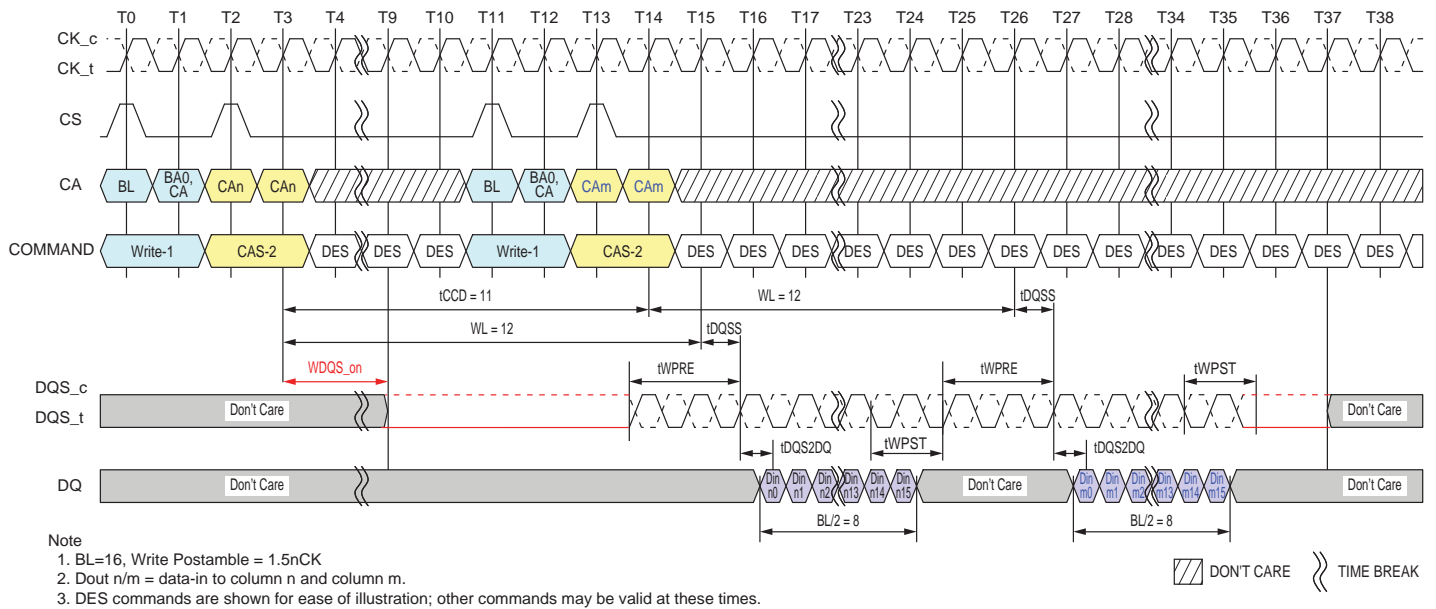 T0 T1 T2 T3 T4 T9 T10 T11 T12 T13 T14 T15 T16 T17 T23 T24 T25 T26 T27 T28 T34 T35 T36 T37 T38
CK_c
CK_t
CS
CA BL BA0, CA CAn CAn BL BA0, CA CAm CAm
COMMAND Write-1 CAS-2 DES DES DES Write-1 CAS-2 DES DES DES DES DES DES DES DES DES DES DES DES DES DES
tCCD = 11 WL = 12 tDQSS
WL = 12 tDQSS
WDQS_on tWPRE tWPRE tWPST
DQS_c
DQS_t Don't Care Don't Care
tDQS2DQ tWPST tDQS2DQ
DQ Don't Care Din n0 Din n1 Din n2 Din n13 Din n14 Din n15 Don't Care Din m0 Din m1 Din m2 Din m13 Din m14 Din m15 Don't Care
BL/2 = 8 BL/2 = 8
Note
1. BL=16, Write Postamble = 1.5nCK
2. Dout n/m = data-in to column n and column m.
3. DES commands are shown for ease of illustration; other commands may be valid at these times.
DON'T CARE TIME BREAK